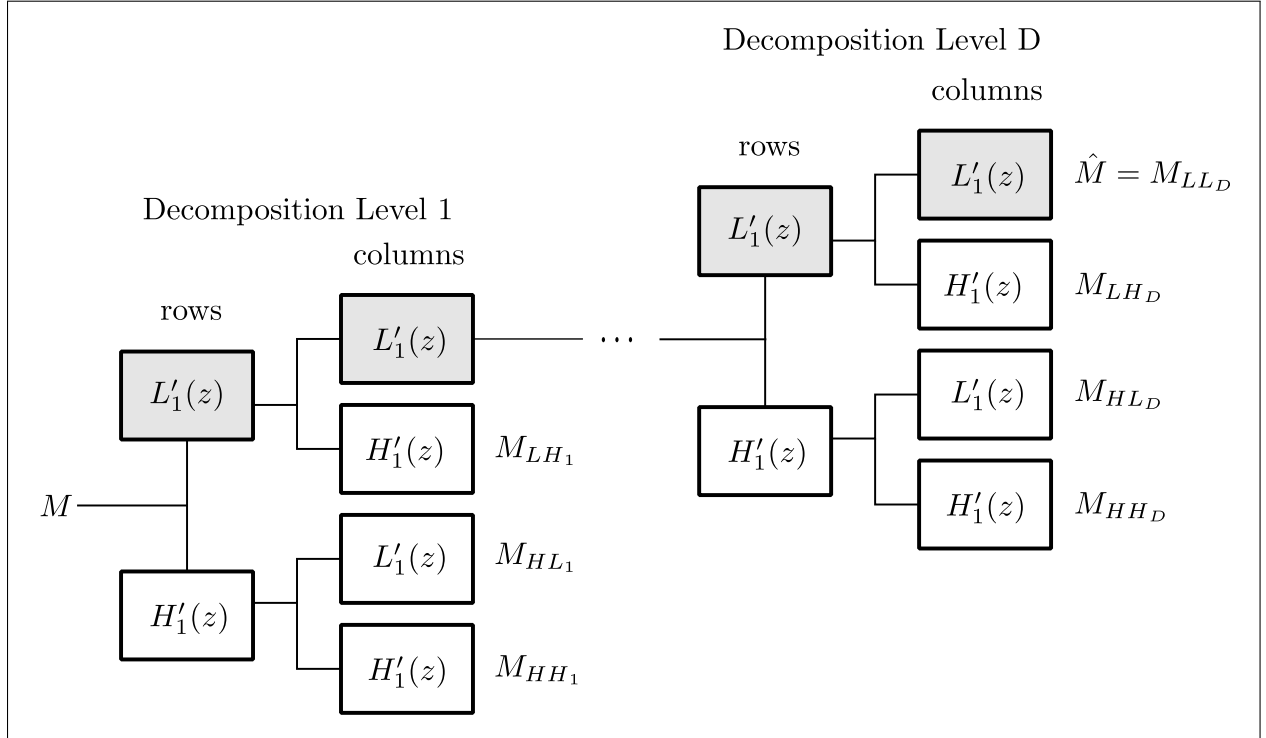 Decomposition Level D
columns
rows
L′₁(z)
M̂ = M_{LL_D}
L′₁(z)
H′₁(z)
M_{LH_D}
Decomposition Level 1
columns
rows
L′₁(z)
...
L′₁(z)
H′₁(z)
M_{LH_1}
H′₁(z)
L′₁(z)
M_{HL_D}
M
H′₁(z)
M_{HH_D}
L′₁(z)
M_{HL_1}
H′₁(z)
H′₁(z)
M_{HH_1}